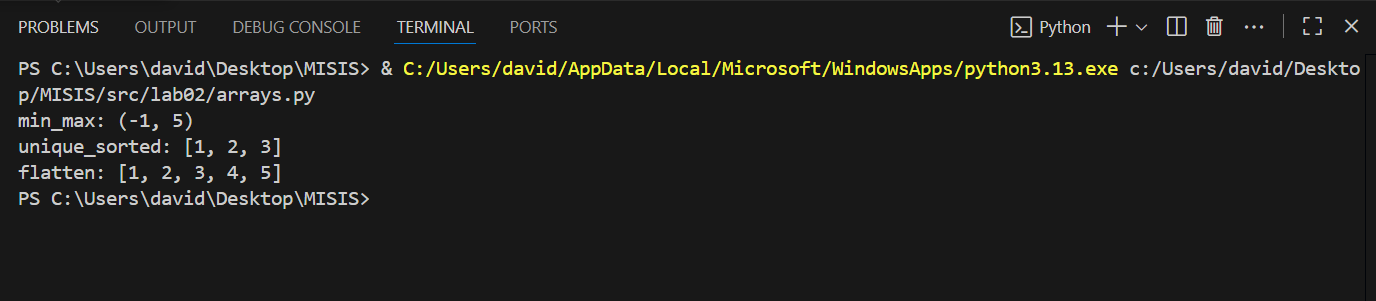 PROBLEMS OUTPUT DEBUG CONSOLE TERMINAL PORTS Python
PS C:\Users\david\Desktop\MISIS> & C:/Users/david/AppData/Local/Microsoft/WindowsApps/python3.13.exe c:/Users/david/Deskto
p/MISIS/src/lab02/arrays.py
min_max: (-1, 5)
unique_sorted: [1, 2, 3]
flatten: [1, 2, 3, 4, 5]
PS C:\Users\david\Desktop\MISIS>